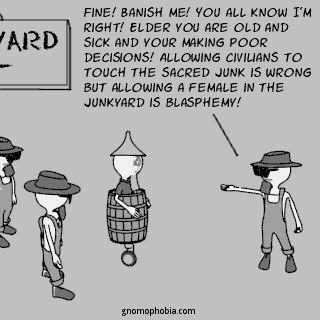 FINE! BANISH ME! YOU ALL KNOW I'M
RIGHT! ELDER YOU ARE OLD AND
SICK AND YOUR MAKING POOR
DECISIONS! ALLOWING CIVILIANS TO
TOUCH THE SACRED JUNK IS WRONG
BUT ALLOWING A FEMALE IN THE
JUNKYARD IS BLASPHEMY!
YARD
gnomophobia.com